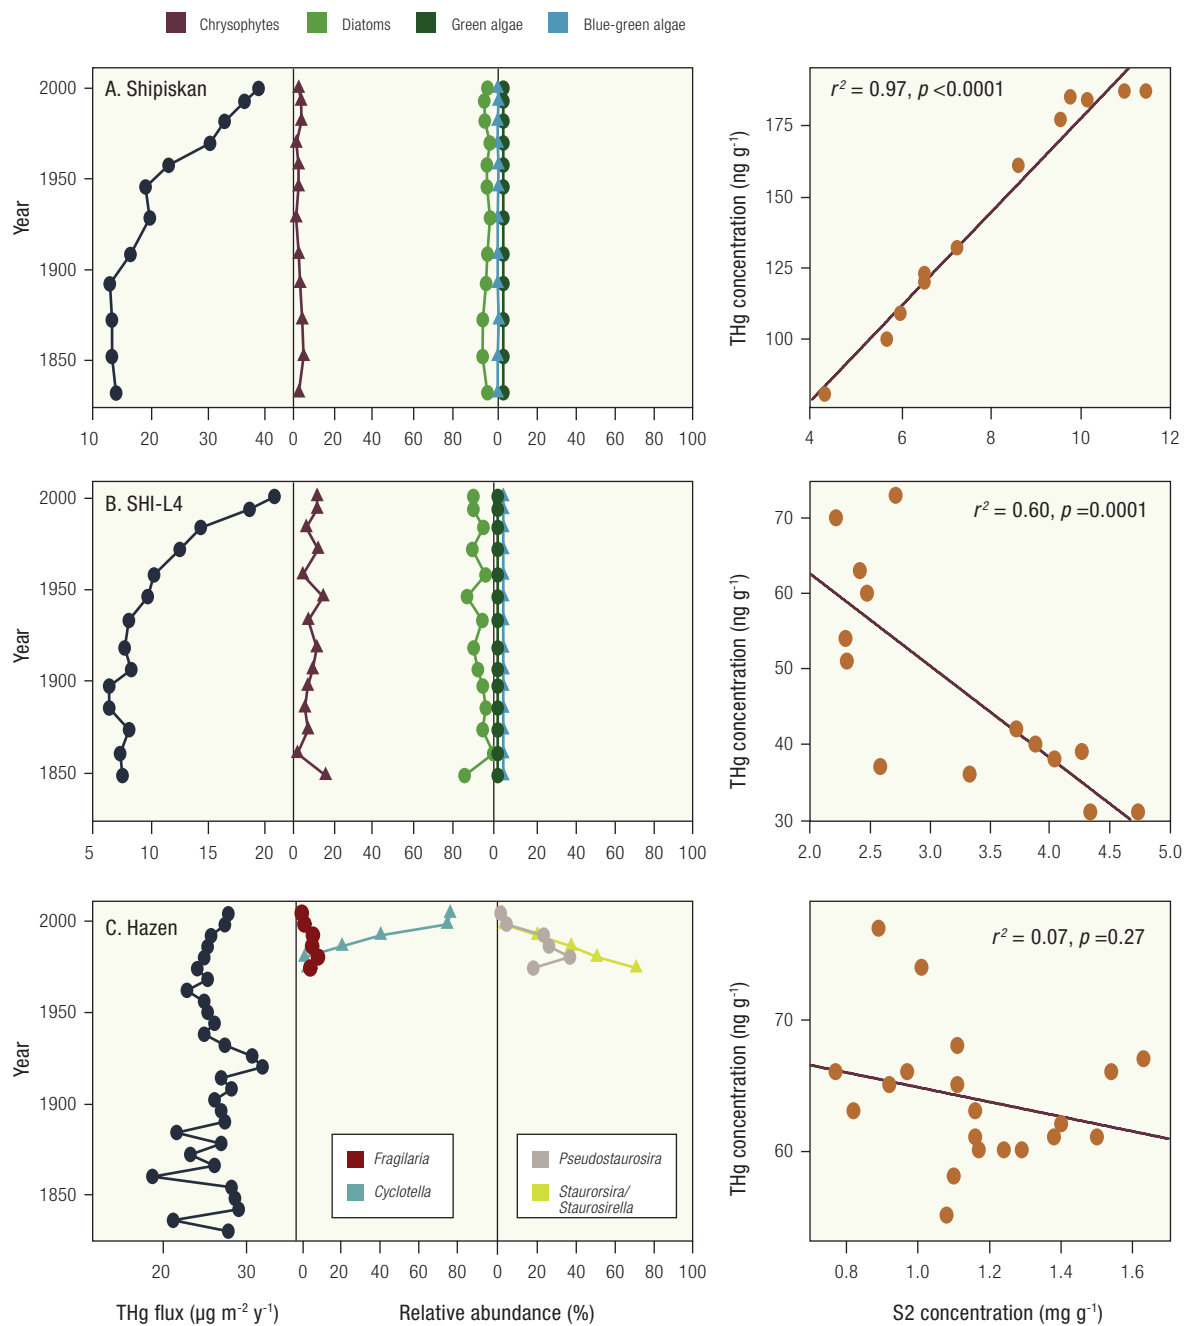 Chrysophytes Diatoms Green algae Blue-green algae
A. Shipiskan
2000
1950
1900
1850
Year
10 20 30 40 0 20 40 60 80 0 20 40 60 80 100
r² = 0.97, p <0.0001
175
150
125
100
THg concentration (ng g⁻¹)
4 6 8 10 12
B. SHI-L4
2000
1950
1900
1850
Year
5 10 15 20 0 20 40 60 80 0 20 40 60 80 100
r² = 0.60, p =0.0001
70
60
50
40
30
THg concentration (ng g⁻¹)
2.0 2.5 3.0 3.5 4.0 4.5 5.0
C. Hazen
2000
1950
1900
1850
Year
Fragilaria
Cyclotella
Pseudostaurosira
Staurorsira/
Staurosirella
20 30 0 20 40 60 80 0 20 40 60 80 100
THg flux (µg m⁻² y⁻¹)
Relative abundance (%)
r² = 0.07, p =0.27
70
60
THg concentration (ng g⁻¹)
0.8 1.0 1.2 1.4 1.6
S2 concentration (mg g⁻¹)